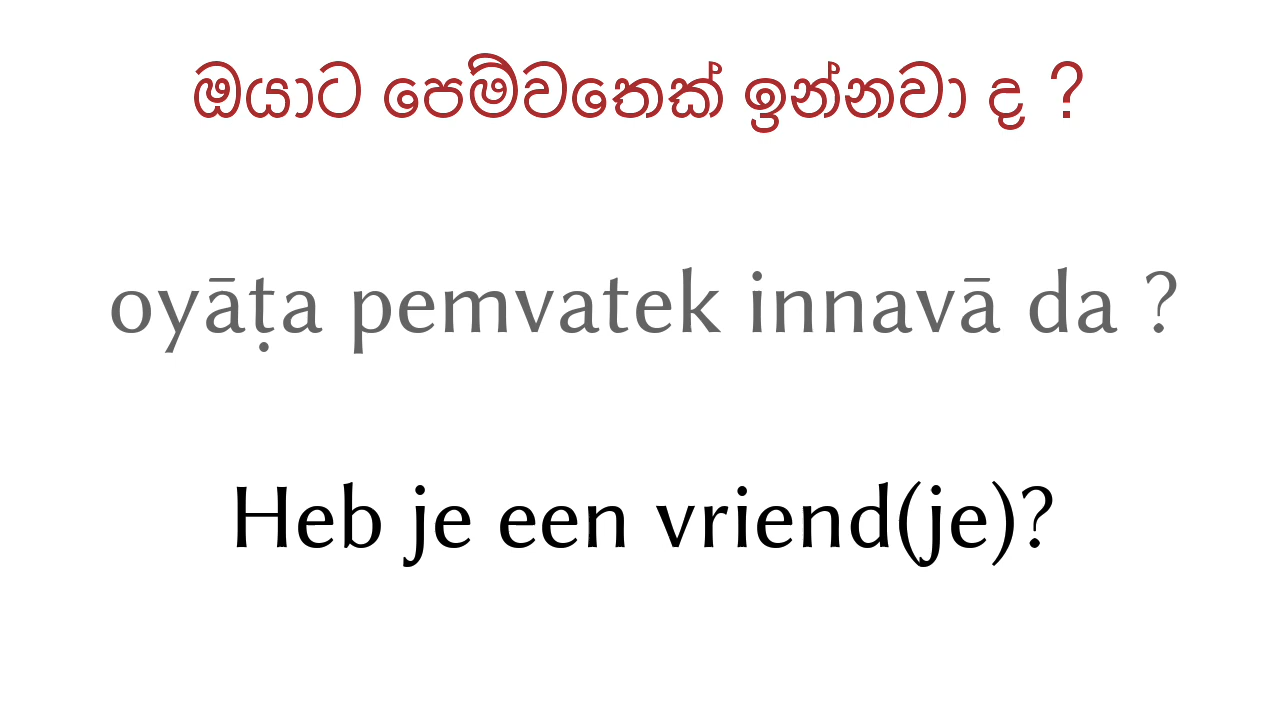 ඔයාට පෙම්වතෙක් ඉන්නවා ද ?
oyāṭa pemvatek innavā da ?
Heb je een vriend(je)?